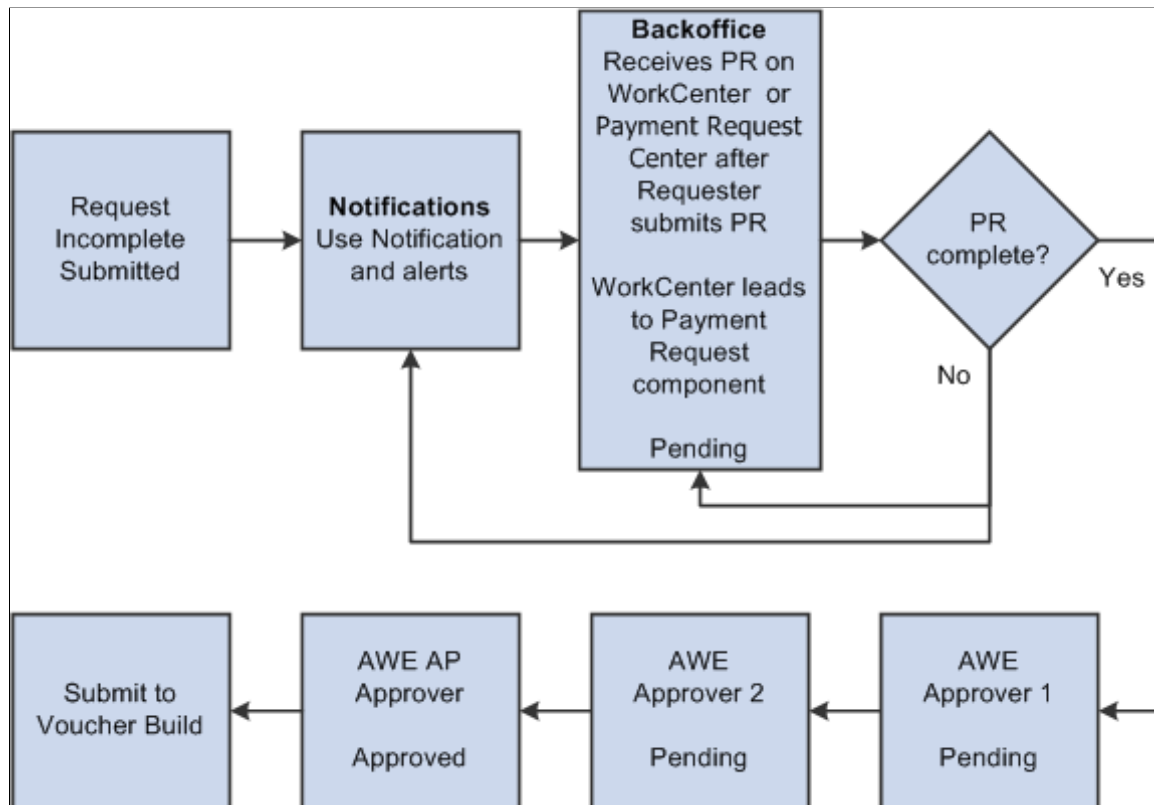 Request
Incomplete
Submitted
Notifications
Use Notification
and alerts
Backoffice
Receives PR on
WorkCenter or
Payment Request
Center after
Requester
submits PR
WorkCenter leads
to Payment
Request
component
Pending
PR
complete?
Yes
No
AWE
Approver 1
Pending
AWE
Approver 2
Pending
AWE AP
Approver
Approved
Submit to
Voucher Build